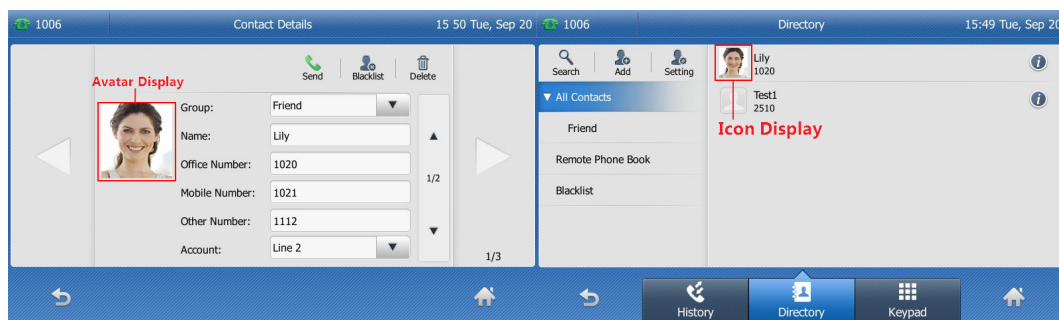 1006 Contact Details 15 50 Tue, Sep 20
Send Blacklist Delete
Avatar Display
Group: Friend
Name: Lily
Office Number: 1020
Mobile Number: 1021
1/2
Other Number: 1112
Account: Line 2
1/3
1006 Directory 15:49 Tue, Sep 20
Search Add Setting
Lily
1020
All Contacts
Test1
2510
Icon Display
Friend
Remote Phone Book
Blacklist
History Directory Keypad